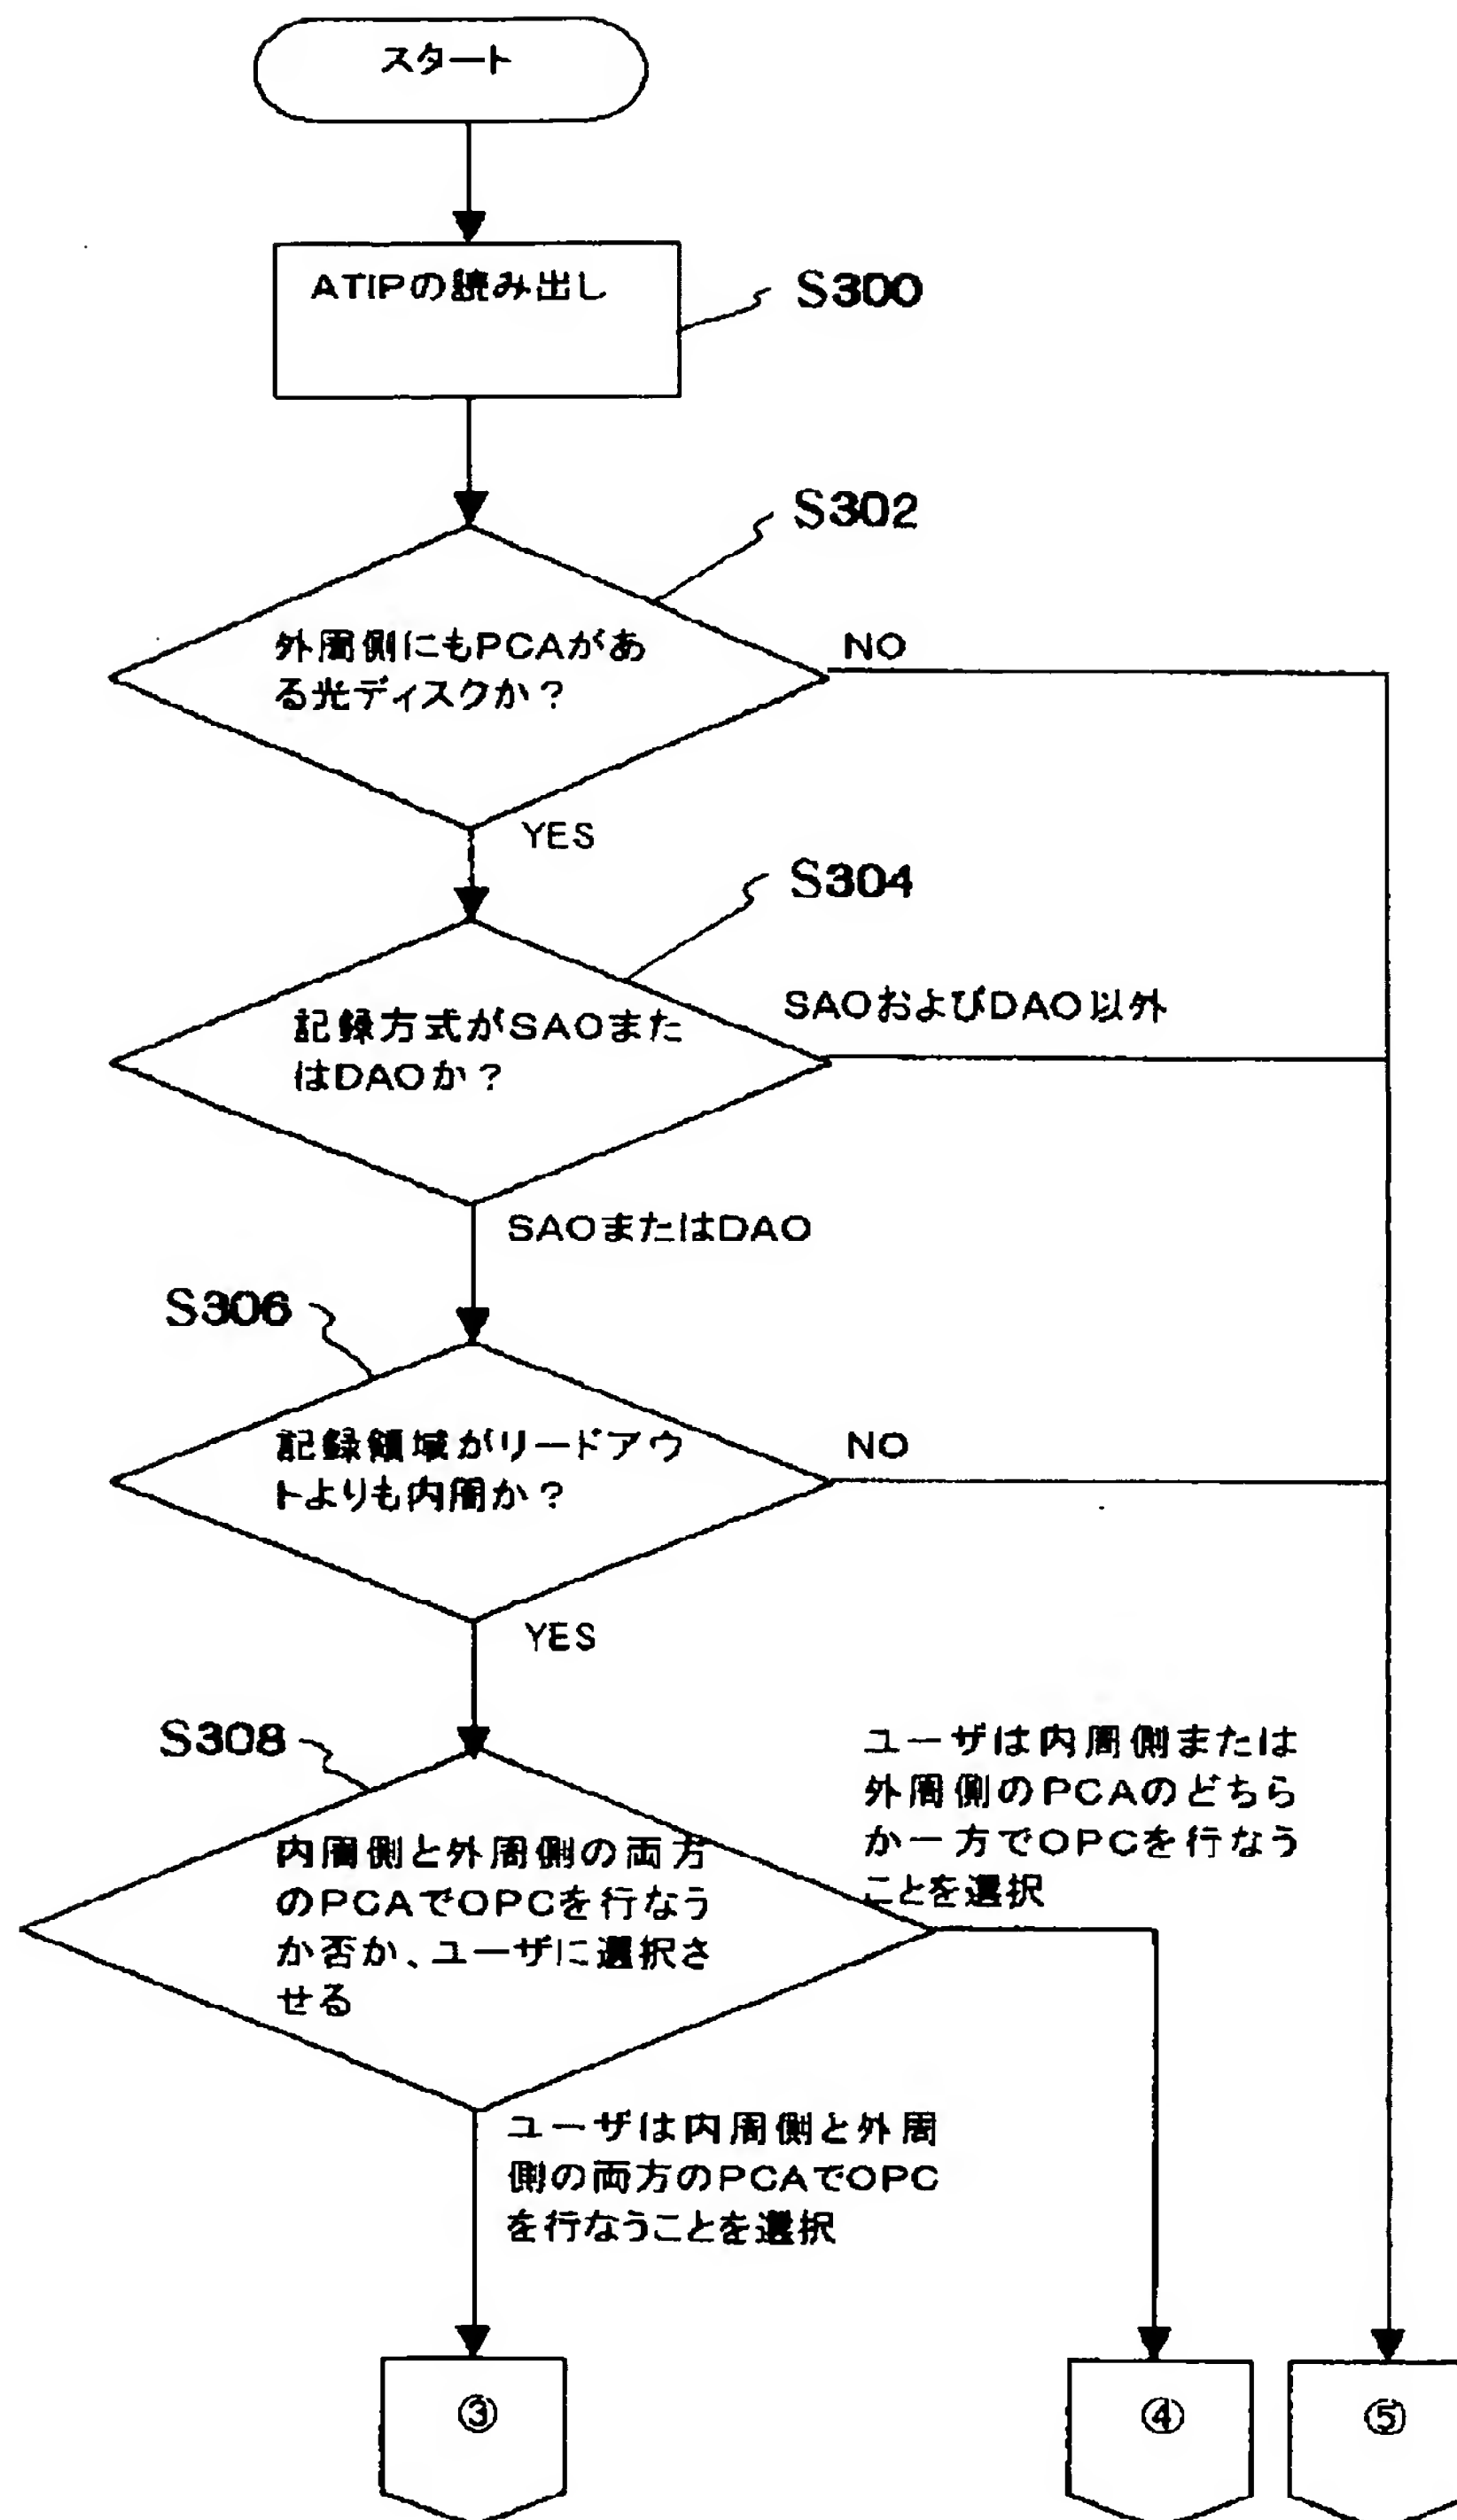 スタート
ATIPの読み出し
S300
S302
外周側にもPCAがあ
る光ディスクか？
NO
YES
S304
記録方式がSAOまた
はDAOか？
SAOおよびDAO以外
SAOまたはDAO
S306
記録領域がリードアウ
トよりも内周か？
NO
YES
S308
内周側と外周側の両方
のPCAでOPCを行なう
か否か、ユーザに選択さ
せる
ユーザは内周側または
外周側のPCAのどちら
か一方でOPCを行なう
ことを選択
ユーザは内周側と外周
側の両方のPCAでOPC
を行なうことを選択
③
④
⑤